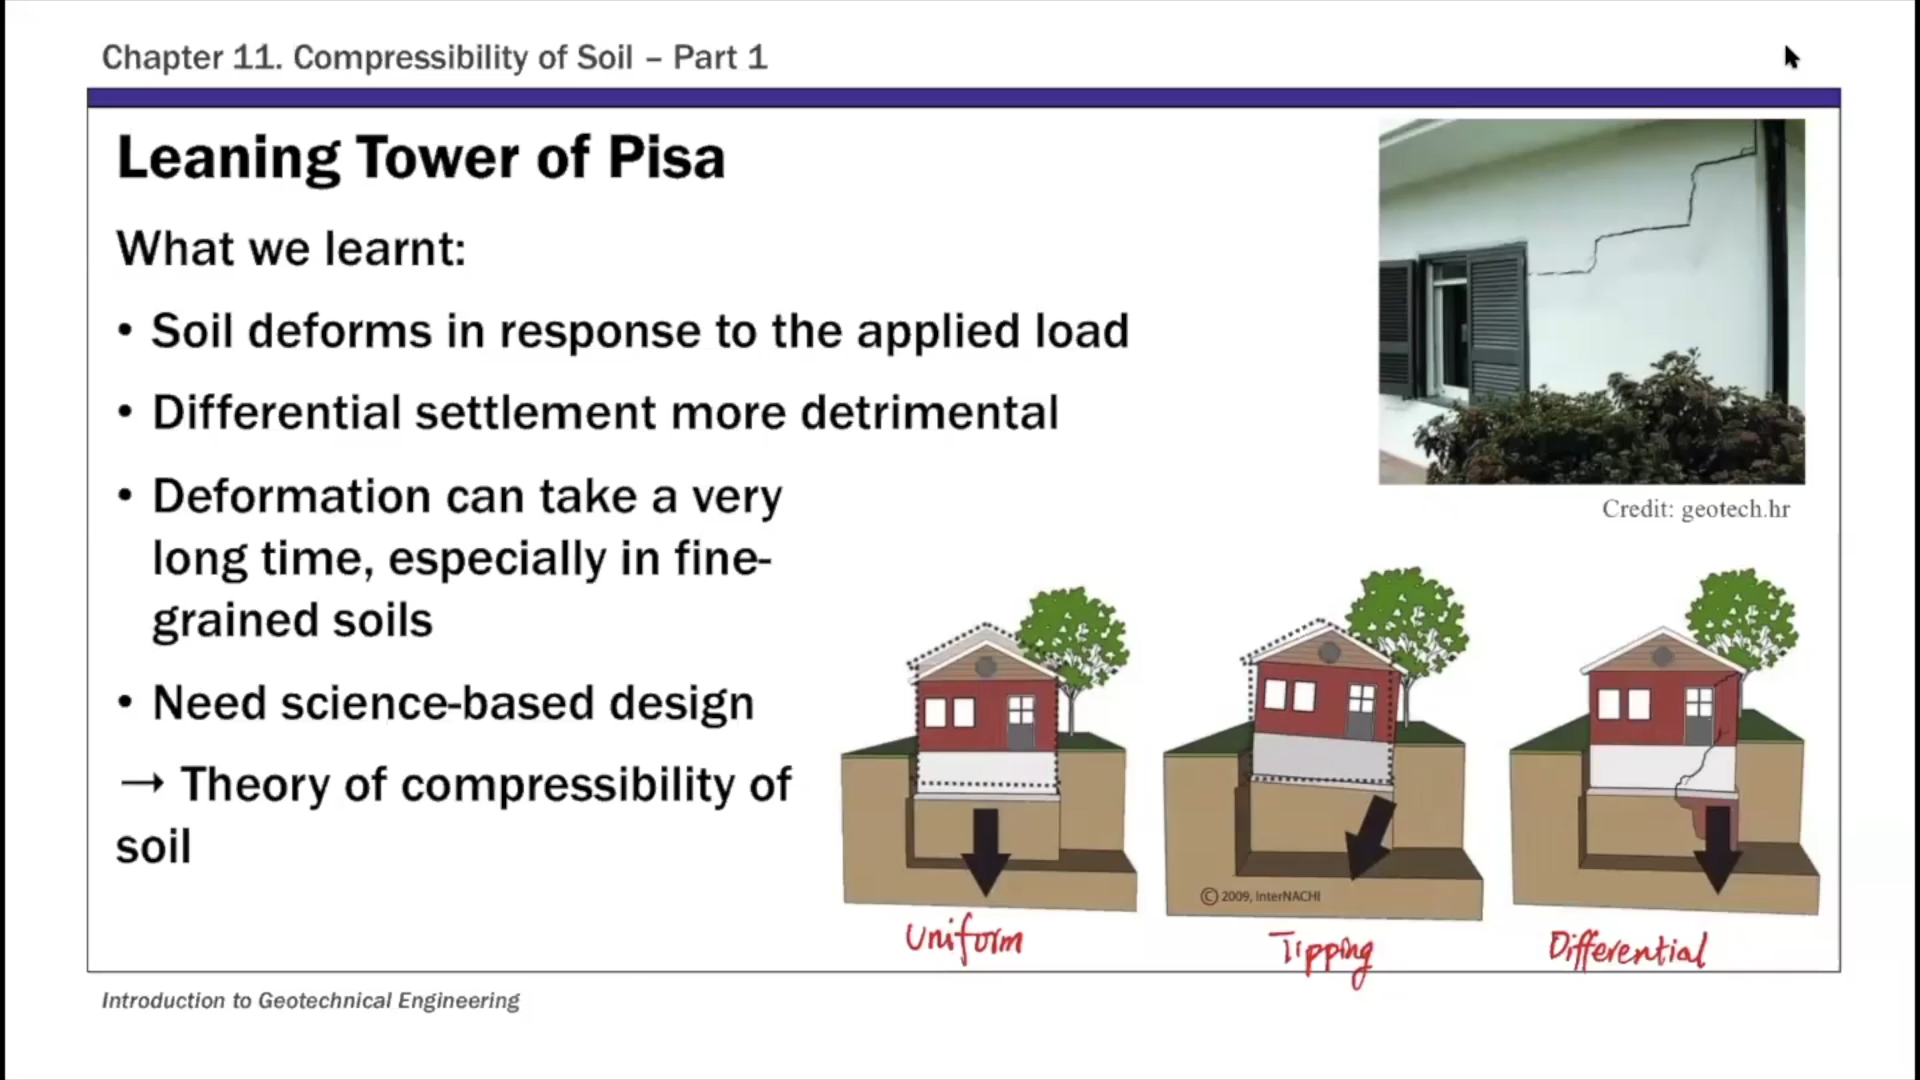 Chapter 11. Compressibility of Soil – Part 1
Leaning Tower of Pisa
What we learnt:
• Soil deforms in response to the applied load
• Differential settlement more detrimental
• Deformation can take a very
long time, especially in fine-
grained soils
• Need science-based design
→ Theory of compressibility of
soil
Credit: geotech.hr
© 2009, InterNACHI
Uniform
Tipping
Differential
Introduction to Geotechnical Engineering